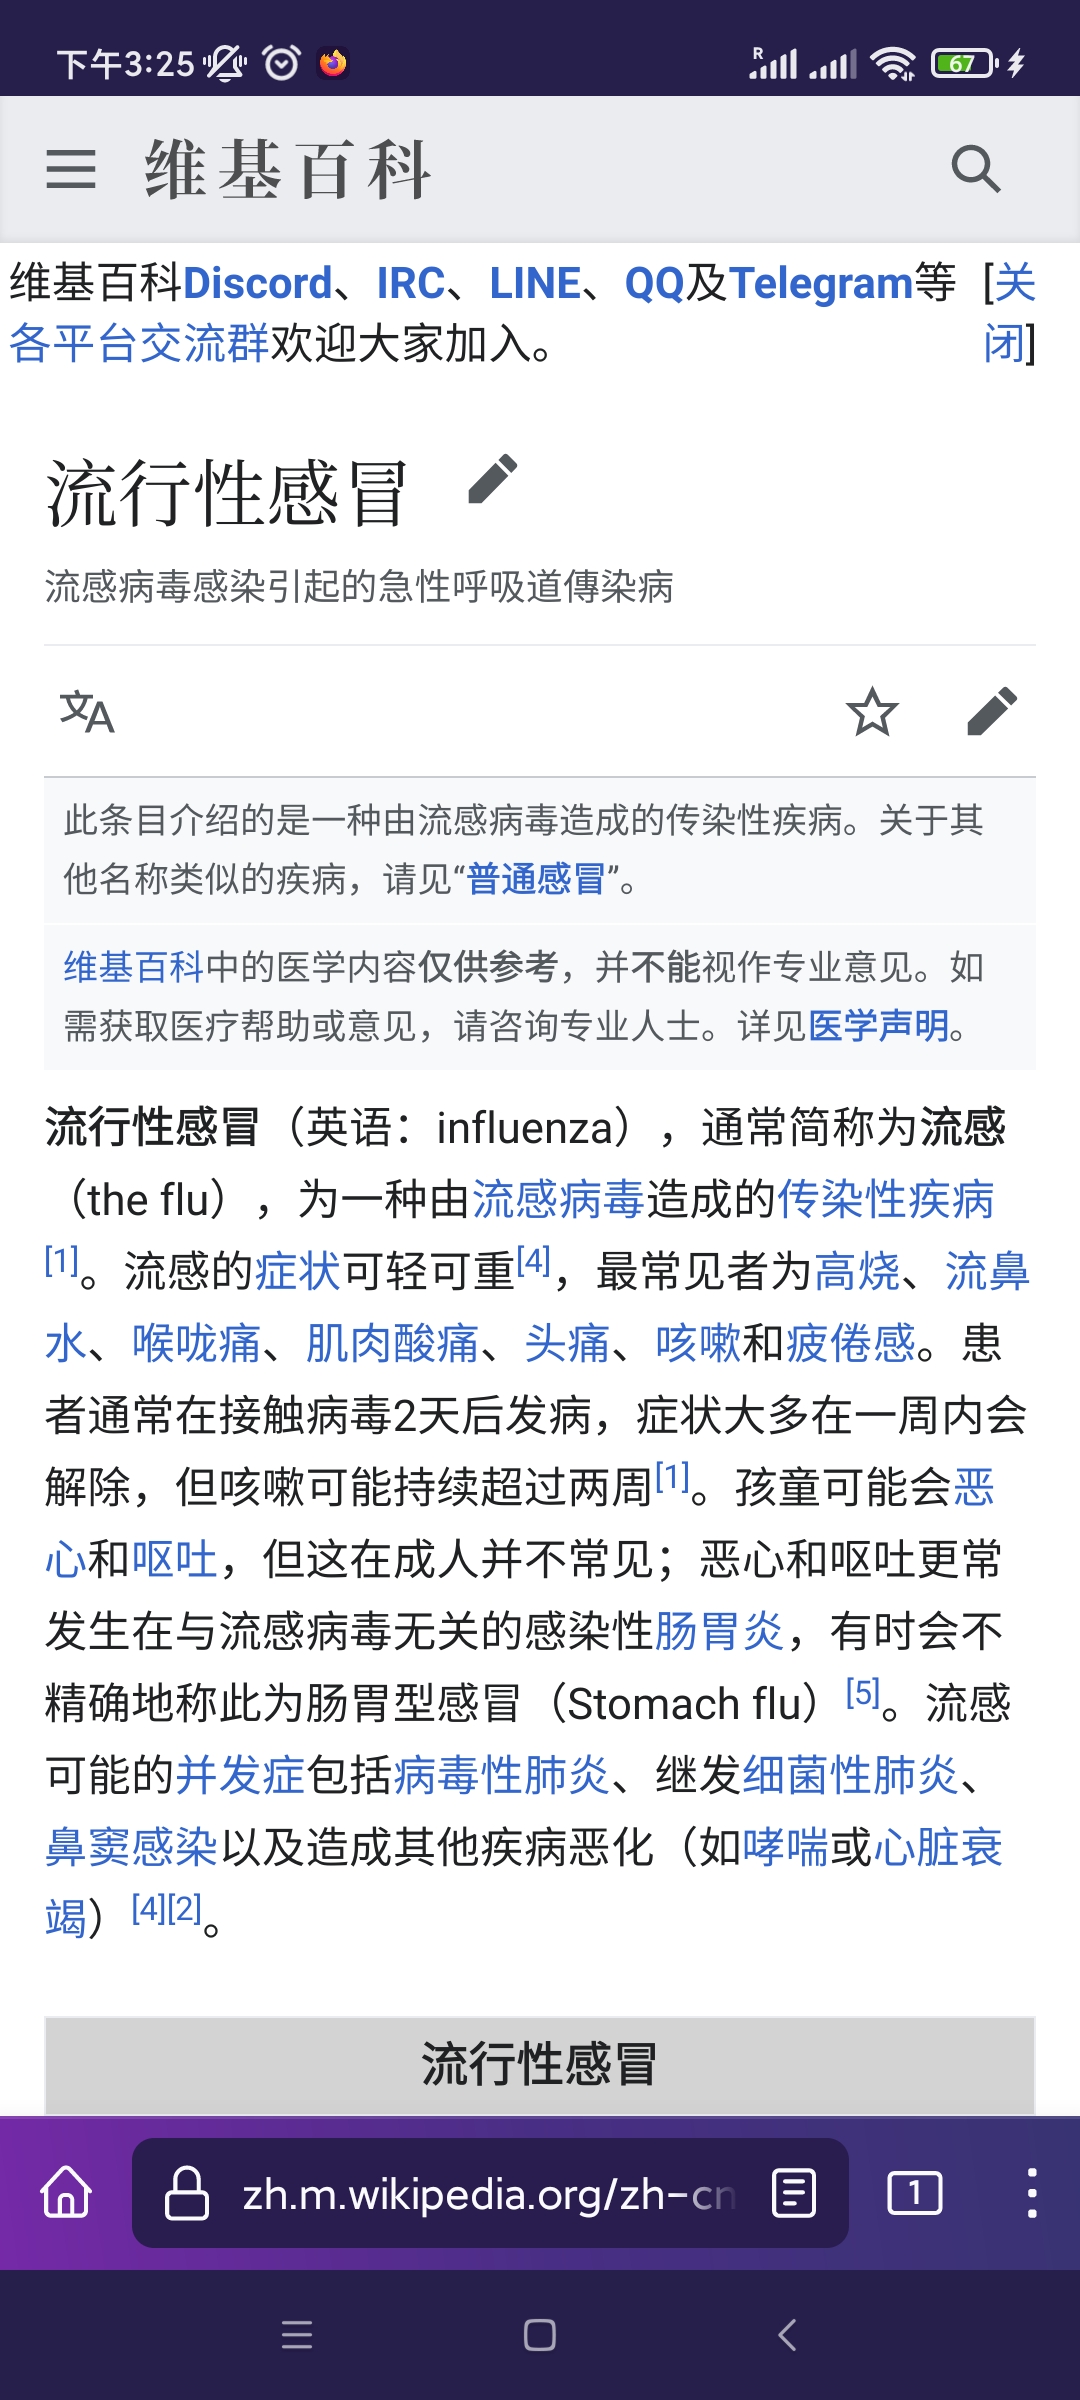 下午3:25
R
67
维基百科
维基百科Discord、IRC、LINE、QQ及Telegram等 [关
各平台交流群欢迎大家加入。 闭]
流行性感冒
流感病毒感染引起的急性呼吸道傳染病
文A
此条目介绍的是一种由流感病毒造成的传染性疾病。关于其
他名称类似的疾病，请见“普通感冒”。
维基百科中的医学内容仅供参考，并不能视作专业意见。如
需获取医疗帮助或意见，请咨询专业人士。详见医学声明。
流行性感冒（英语：influenza），通常简称为流感
（the flu），为一种由流感病毒造成的传染性疾病
[1]。流感的症状可轻可重[4]，最常见者为高烧、流鼻
水、喉咙痛、肌肉酸痛、头痛、咳嗽和疲倦感。患
者通常在接触病毒2天后发病，症状大多在一周内会
解除，但咳嗽可能持续超过两周[1]。孩童可能会恶
心和呕吐，但这在成人并不常见；恶心和呕吐更常
发生在与流感病毒无关的感染性肠胃炎，有时会不
精确地称此为肠胃型感冒（Stomach flu）[5]。流感
可能的并发症包括病毒性肺炎、继发细菌性肺炎、
鼻窦感染以及造成其他疾病恶化（如哮喘或心脏衰
竭）[4][2]。
流行性感冒
zh.m.wikipedia.org/zh-cn
1